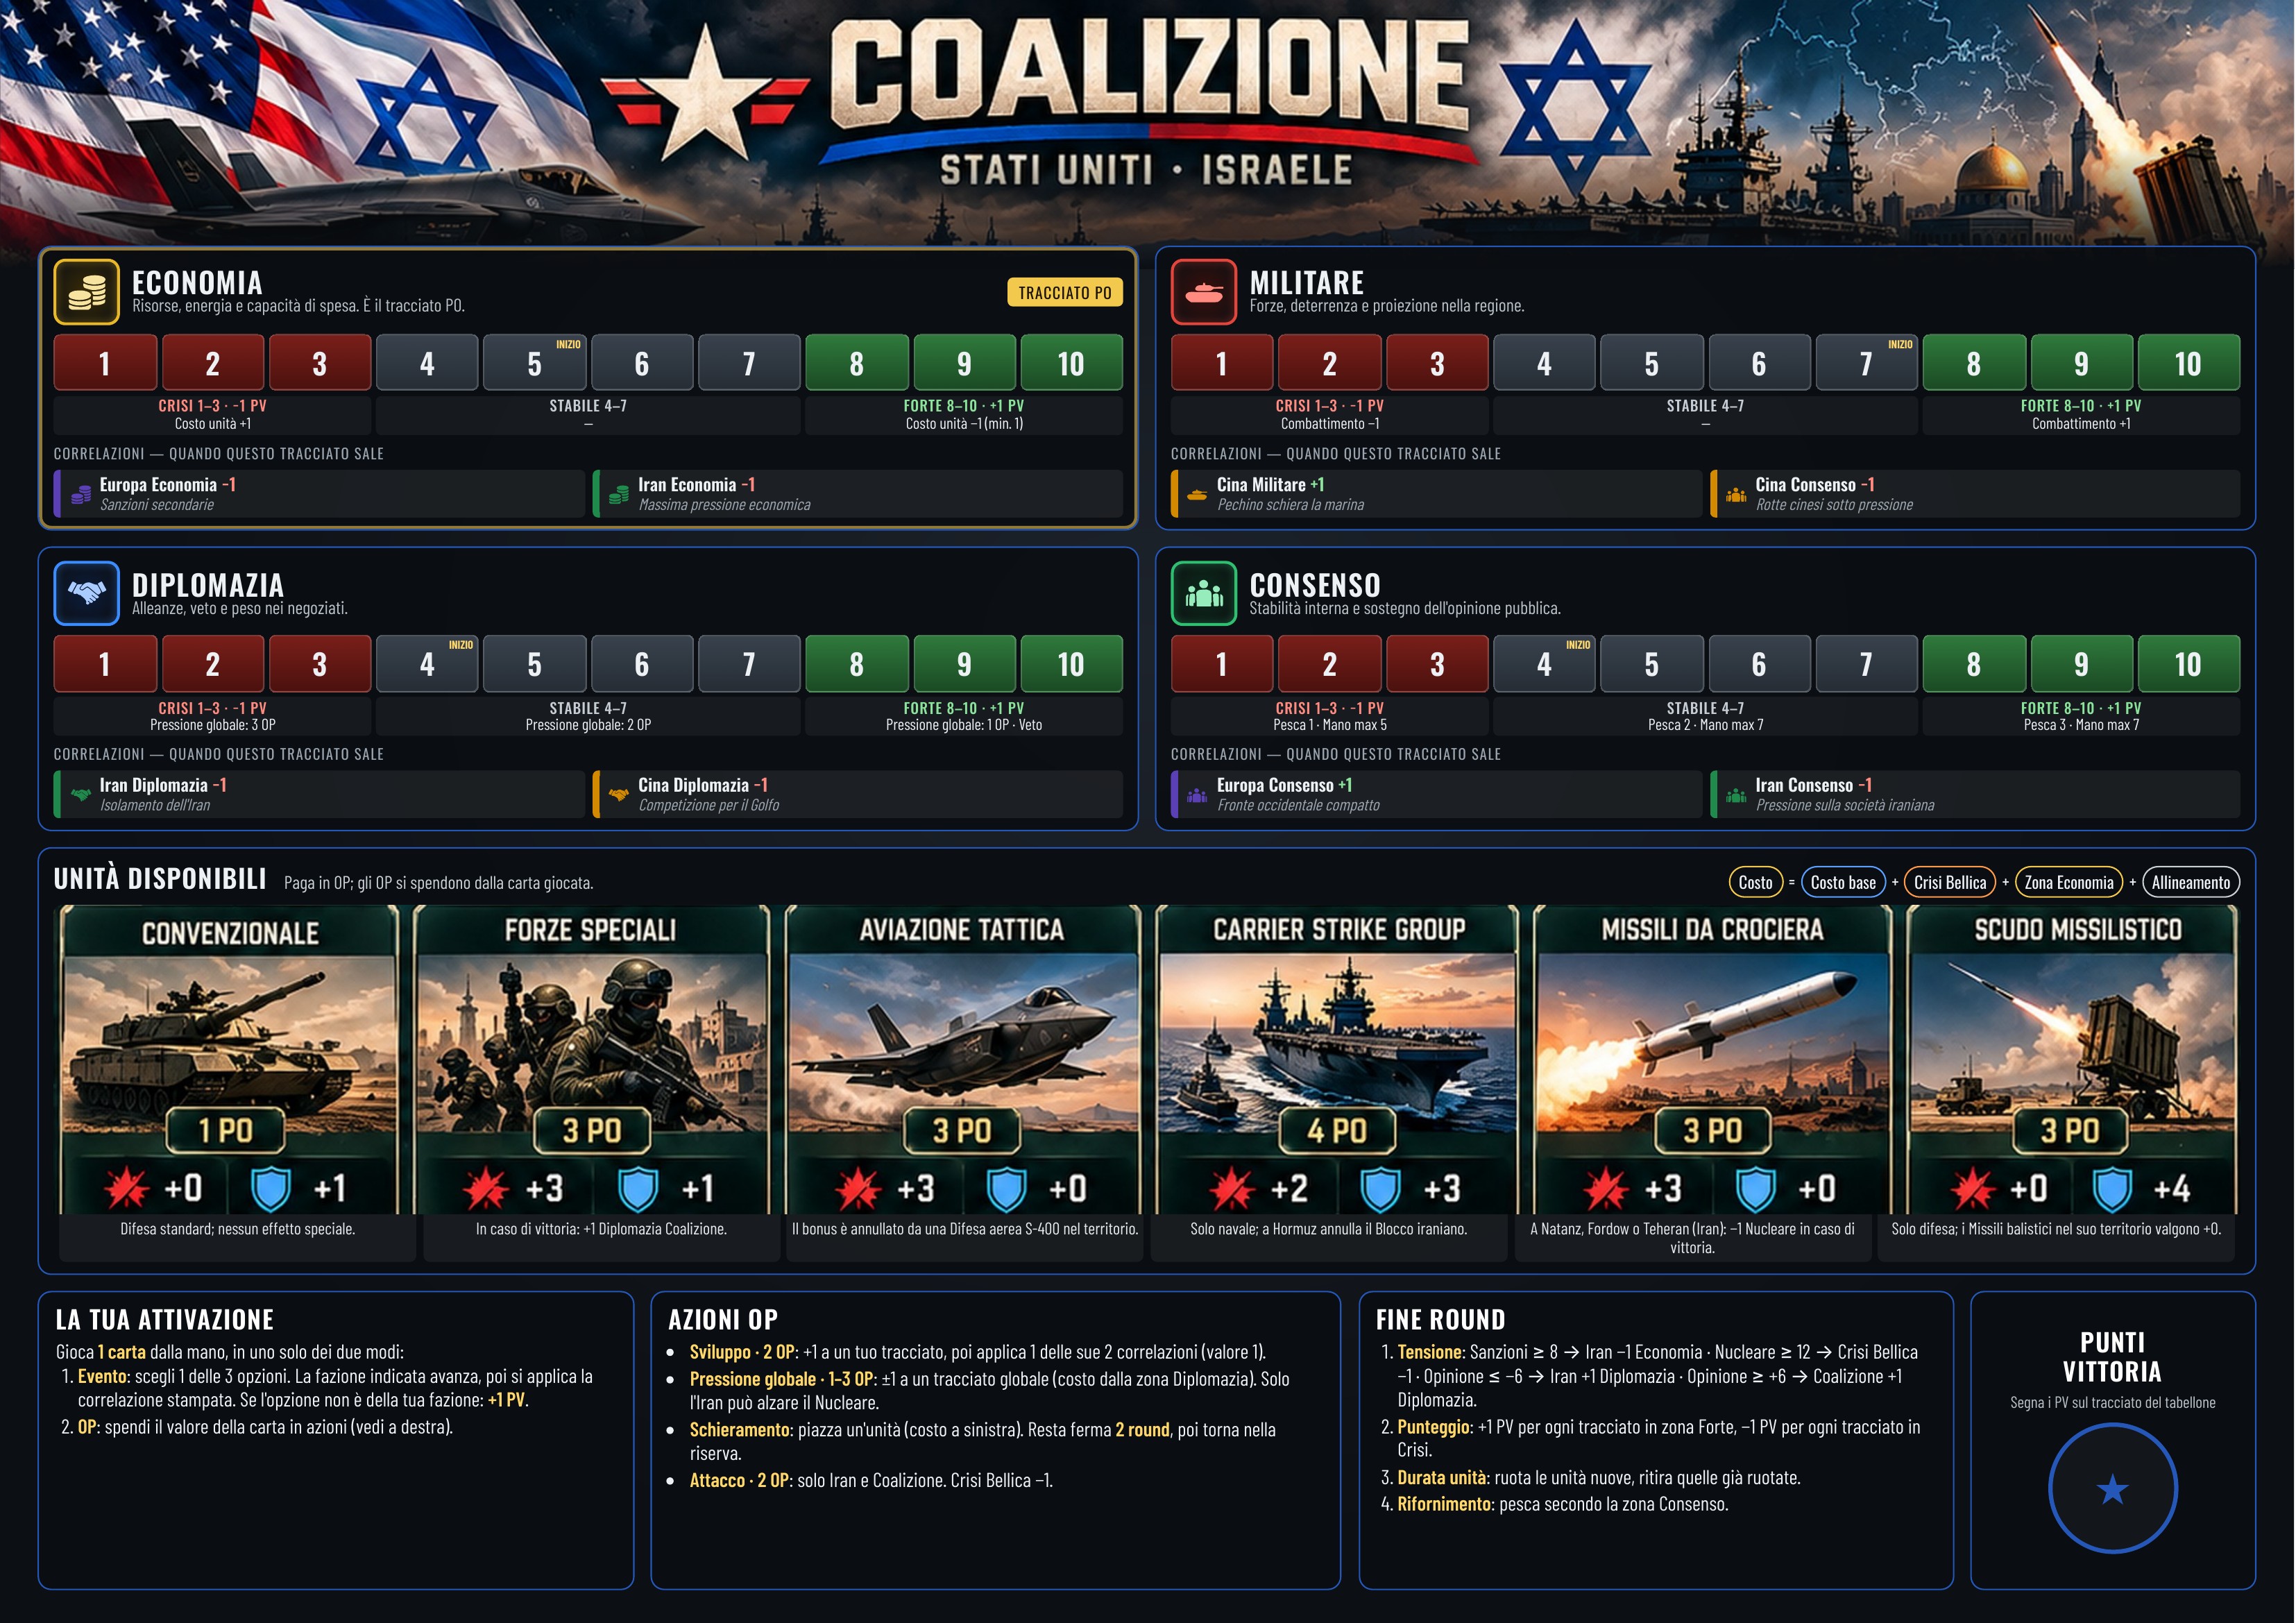 COALIZIONE
STATI UNITI · ISRAELE
ECONOMIA
Risorse, energia e capacità di spesa. È il tracciato PO.
TRACCIATO PO
1 2 3 4 5 INIZIO 6 7 8 9 10
CRISI 1–3 · −1 PV
Costo unità +1
STABILE 4–7
—
FORTE 8–10 · +1 PV
Costo unità −1 (min. 1)
CORRELAZIONI — QUANDO QUESTO TRACCIATO SALE
Europa Economia −1
Sanzioni secondarie
Iran Economia −1
Massima pressione economica
MILITARE
Forze, deterrenza e proiezione nella regione.
1 2 3 4 5 6 7 INIZIO 8 9 10
CRISI 1–3 · −1 PV
Combattimento −1
STABILE 4–7
—
FORTE 8–10 · +1 PV
Combattimento +1
CORRELAZIONI — QUANDO QUESTO TRACCIATO SALE
Cina Militare +1
Pechino schiera la marina
Cina Consenso −1
Rotte cinesi sotto pressione
DIPLOMAZIA
Alleanze, veto e peso nei negoziati.
1 2 3 4 INIZIO 5 6 7 8 9 10
CRISI 1–3 · −1 PV
Pressione globale: 3 OP
STABILE 4–7
Pressione globale: 2 OP
FORTE 8–10 · +1 PV
Pressione globale: 1 OP · Veto
CORRELAZIONI — QUANDO QUESTO TRACCIATO SALE
Iran Diplomazia −1
Isolamento dell'Iran
Cina Diplomazia −1
Competizione per il Golfo
CONSENSO
Stabilità interna e sostegno dell'opinione pubblica.
1 2 3 4 INIZIO 5 6 7 8 9 10
CRISI 1–3 · −1 PV
Pesca 1 · Mano max 5
STABILE 4–7
Pesca 2 · Mano max 7
FORTE 8–10 · +1 PV
Pesca 3 · Mano max 7
CORRELAZIONI — QUANDO QUESTO TRACCIATO SALE
Europa Consenso +1
Fronte occidentale compatto
Iran Consenso −1
Pressione sulla società iraniana
UNITÀ DISPONIBILI Paga in OP; gli OP si spendono dalla carta giocata.
Costo = Costo base + Crisi Bellica + Zona Economia + Allineamento
CONVENZIONALE
1 PO
+0 +1
Difesa standard; nessun effetto speciale.
FORZE SPECIALI
3 PO
+3 +1
In caso di vittoria: +1 Diplomazia Coalizione.
AVIAZIONE TATTICA
3 PO
+3 +0
Il bonus è annullato da una Difesa aerea S-400 nel territorio.
CARRIER STRIKE GROUP
4 PO
+2 +3
Solo navale; a Hormuz annulla il Blocco iraniano.
MISSILI DA CROCIERA
3 PO
+3 +0
A Natanz, Fordow o Teheran (Iran): −1 Nucleare in caso di
vittoria.
SCUDO MISSILISTICO
3 PO
+0 +4
Solo difesa; i Missili balistici nel suo territorio valgono +0.
LA TUA ATTIVAZIONE
Gioca 1 carta dalla mano, in uno solo dei due modi:
1. Evento: scegli 1 delle 3 opzioni. La fazione indicata avanza, poi si applica la
correlazione stampata. Se l'opzione non è della tua fazione: +1 PV.
2. OP: spendi il valore della carta in azioni (vedi a destra).
AZIONI OP
• Sviluppo · 2 OP: +1 a un tuo tracciato, poi applica 1 delle sue 2 correlazioni (valore 1).
• Pressione globale · 1–3 OP: ±1 a un tracciato globale (costo dalla zona Diplomazia). Solo
l'Iran può alzare il Nucleare.
• Schieramento: piazza un'unità (costo a sinistra). Resta ferma 2 round, poi torna nella
riserva.
• Attacco · 2 OP: solo Iran e Coalizione. Crisi Bellica −1.
FINE ROUND
1. Tensione: Sanzioni ≥ 8 → Iran −1 Economia · Nucleare ≥ 12 → Crisi Bellica
−1 · Opinione ≤ −6 → Iran +1 Diplomazia · Opinione ≥ +6 → Coalizione +1
Diplomazia.
2. Punteggio: +1 PV per ogni tracciato in zona Forte, −1 PV per ogni tracciato in
Crisi.
3. Durata unità: ruota le unità nuove, ritira quelle già ruotate.
4. Rifornimento: pesca secondo la zona Consenso.
PUNTI
VITTORIA
Segna i PV sul tracciato del tabellone